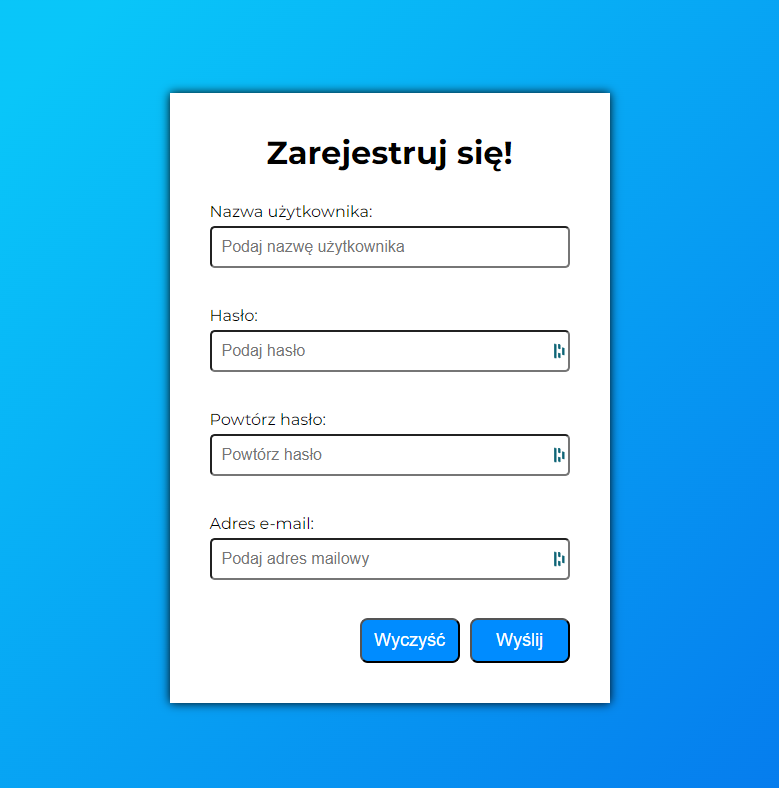 Zarejestruj się!
Nazwa użytkownika:
Podaj nazwę użytkownika
Hasło:
Podaj hasło
Powtórz hasło:
Powtórz hasło
Adres e-mail:
Podaj adres mailowy
Wyczyść Wyślij